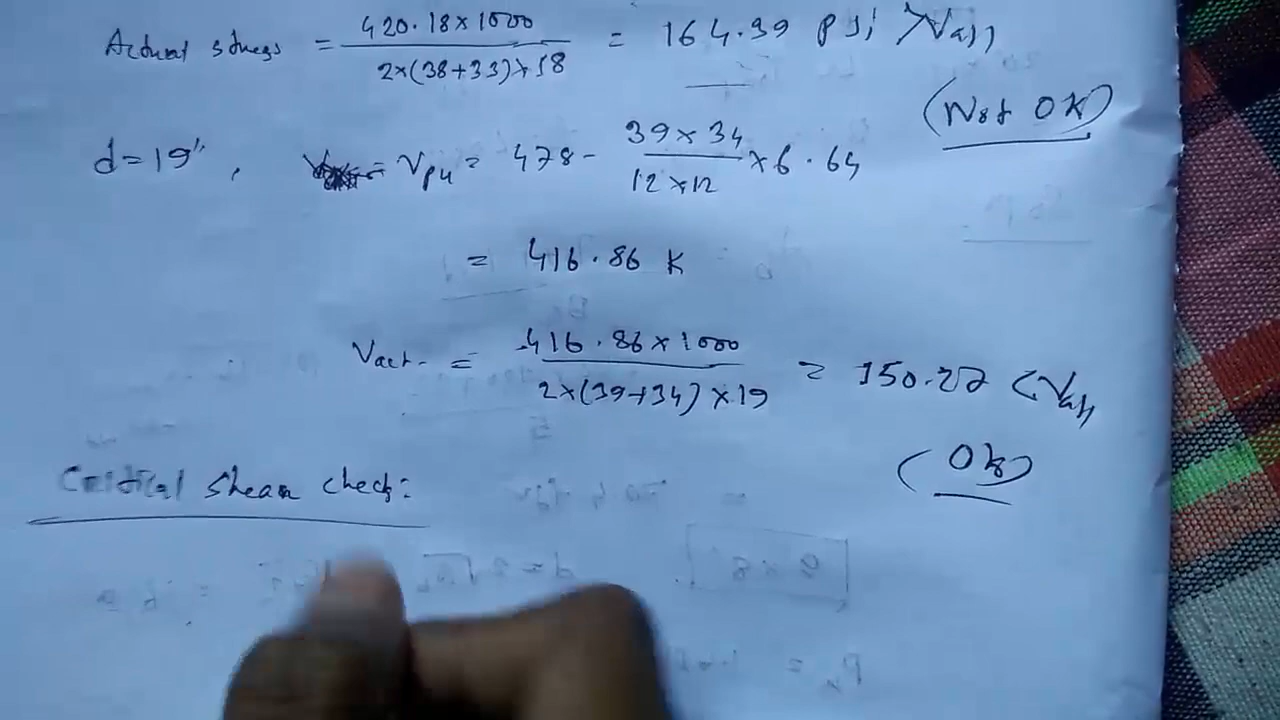 Actual stress = 420.18×1000 / 2×(38+33)×18 = 164.39 psi > Vall
(Not OK)
d=19", Vpu = 478 - 39×34 / 12×12 ×6.64
= 416.86 K
Vact. = 416.86×1000 / 2×(39+34)×19 = 150.27 < Vall
(OK)
Critical shear check: